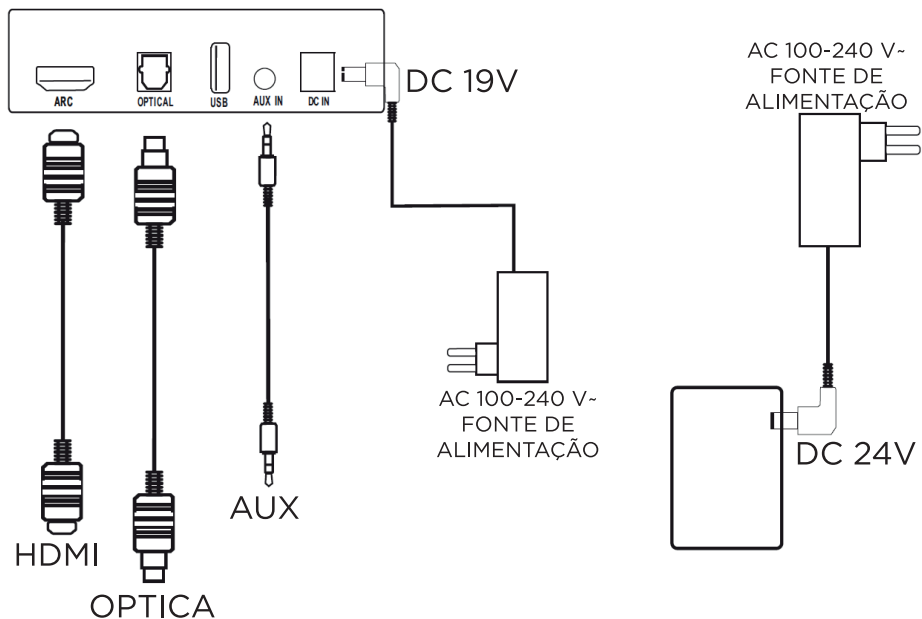 ARC
OPTICAL
USB
AUX IN
DC IN
DC 19V
AC 100-240 V~
FONTE DE
ALIMENTAÇÃO
HDMI
OPTICA
AUX
AC 100-240 V~
FONTE DE
ALIMENTAÇÃO
DC 24V